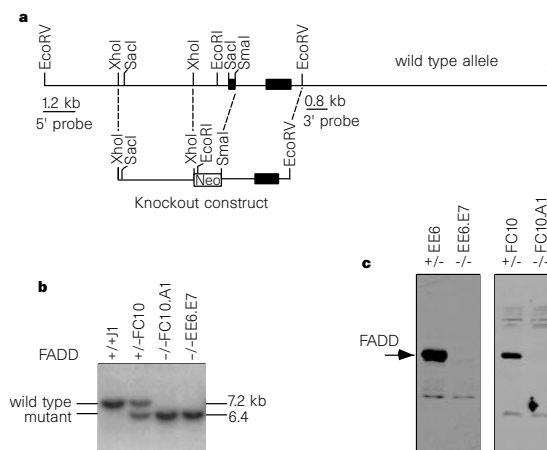 a
EcoRV
XhoI
SacI
XhoI
EcoRI
SacI
SmaI
EcoRV
wild type allele
1.2 kb
5' probe
0.8 kb
3' probe
XhoI
SacI
XhoI
EcoRI
SmaI
EcoRV
Neo
Knockout construct
b
FADD
+/+J1
+/-FC10
-/-FC10.A1
-/-EE6.E7
wild type
mutant
7.2 kb
6.4
c
+/- EE6
-/- EE6.E7
+/- FC10
-/- FC10.A1
FADD